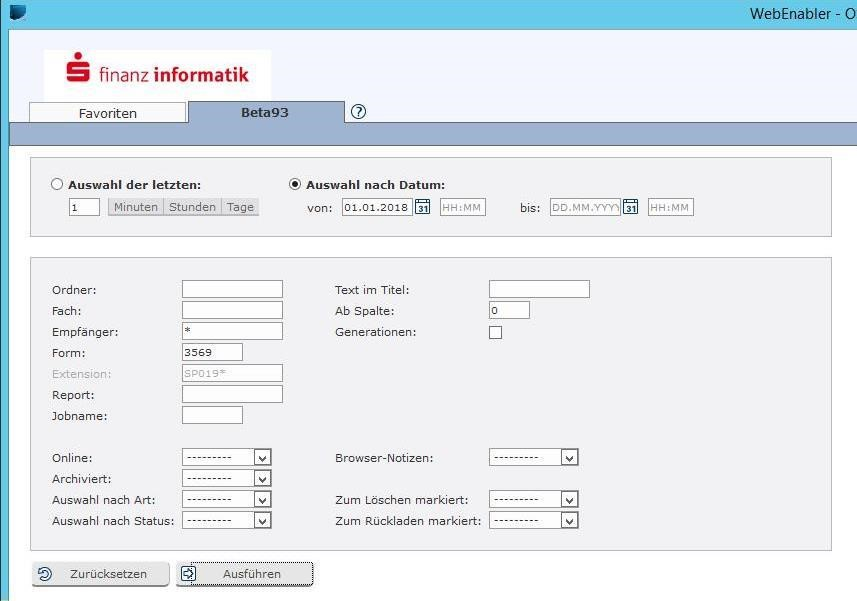 WebEnabler - O
finanz informatik
Favoriten Beta93 ?
Auswahl der letzten: Auswahl nach Datum:
1 Minuten Stunden Tage von: 01.01.2018 31 HH:MM bis: DD.MM.YYYY 31 HH:MM
Ordner: Text im Titel:
Fach: Ab Spalte: 0
Empfänger: * Generationen:
Form: 3569
Extension: SP019*
Report:
Jobname:
Online: --------- Browser-Notizen: ---------
Archiviert: ---------
Auswahl nach Art: --------- Zum Löschen markiert: ---------
Auswahl nach Status: --------- Zum Rückladen markiert: ---------
Zurücksetzen Ausführen